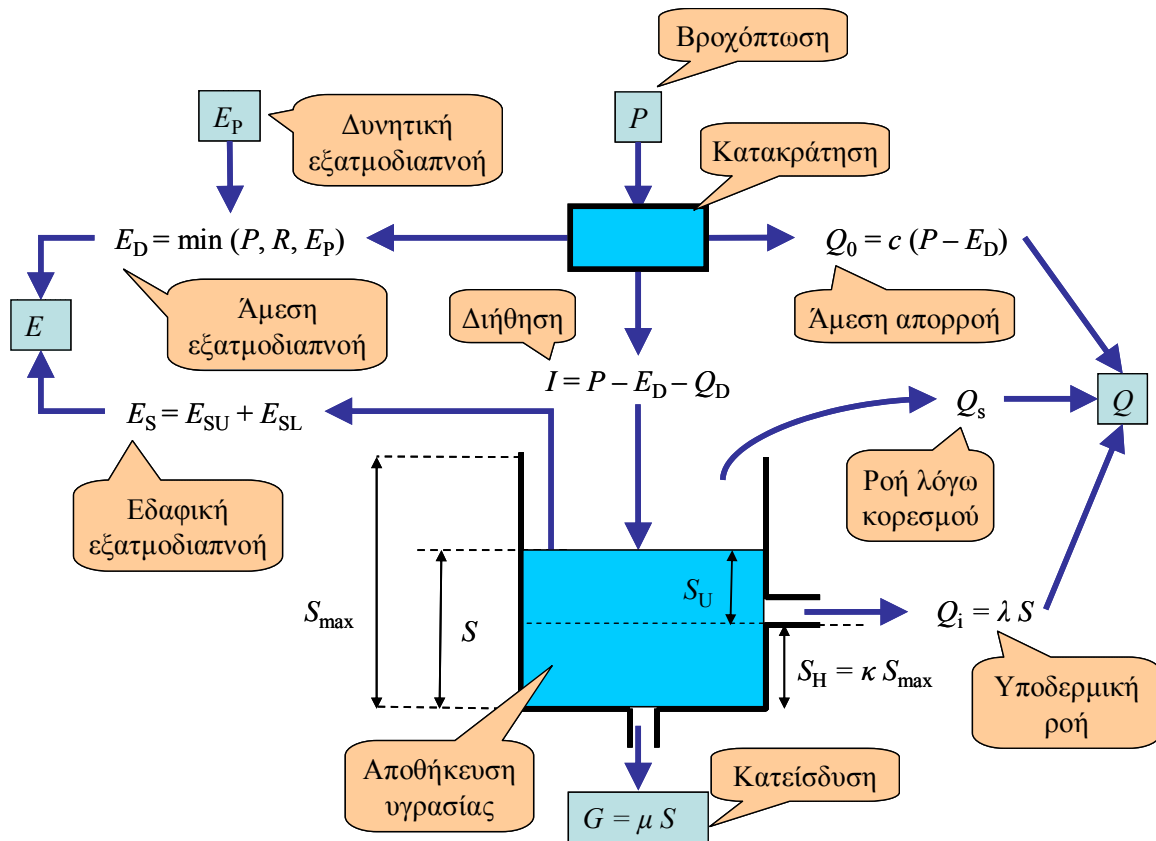 Βροχόπτωση
E_P
Δυνητική
εξατμοδιαπνοή
P
Κατακράτηση
E_D = min (P, R, E_P)
Q_0 = c (P – E_D)
Άμεση
εξατμοδιαπνοή
Διήθηση
Άμεση απορροή
E
I = P – E_D – Q_D
Q
E_S = E_SU + E_SL
Q_s
Εδαφική
εξατμοδιαπνοή
Ροή λόγω
κορεσμού
S_max
S
S_U
Q_i = λ S
S_H = κ S_max
Υποδερμική
ροή
Αποθήκευση
υγρασίας
Κατείσδυση
G = μ S